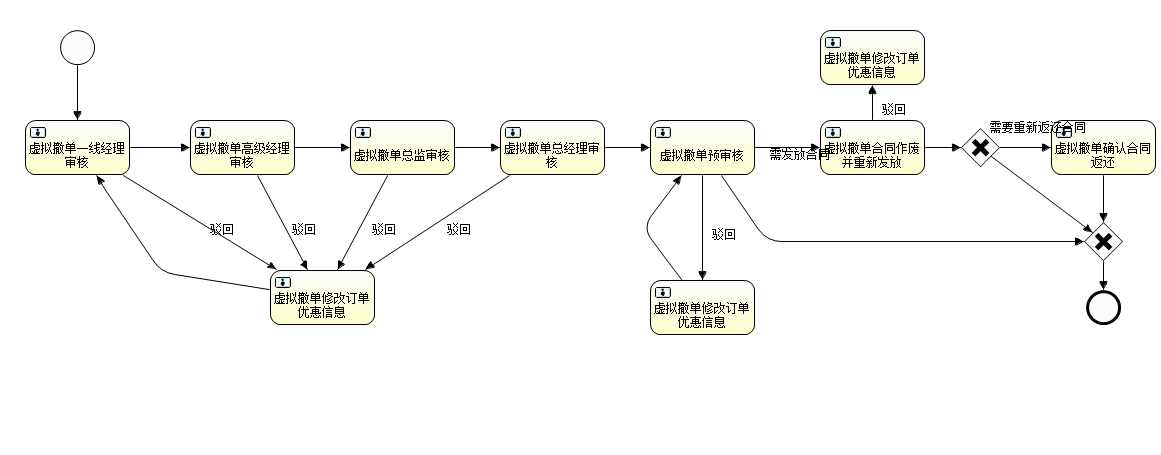 虚拟撤单修改订单
优惠信息
驳回
虚拟撤单一线经理
审核
虚拟撤单高级经理
审核
虚拟撤单总监审核
虚拟撤单总经理审
核
虚拟撤单预审核
需发放合同
虚拟撤单合同作废
并重新发放
需要重新返还合同
虚拟撤单确认合同
返还
驳回
驳回
驳回
驳回
驳回
虚拟撤单修改订单
优惠信息
虚拟撤单修改订单
优惠信息